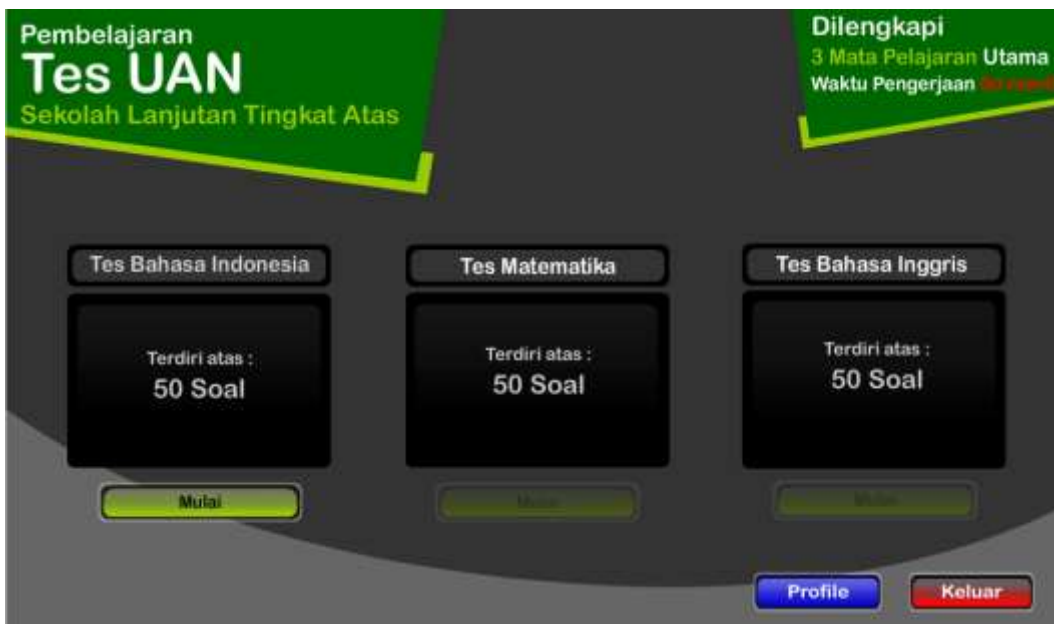 Pembelajaran
Tes UAN
Sekolah Lanjutan Tingkat Atas
Dilengkapi
3 Mata Pelajaran Utama
Waktu Pengerjaan
Tes Bahasa Indonesia
Terdiri atas :
50 Soal
Mulai
Tes Matematika
Terdiri atas :
50 Soal
Tes Bahasa Inggris
Terdiri atas :
50 Soal
Profile
Keluar